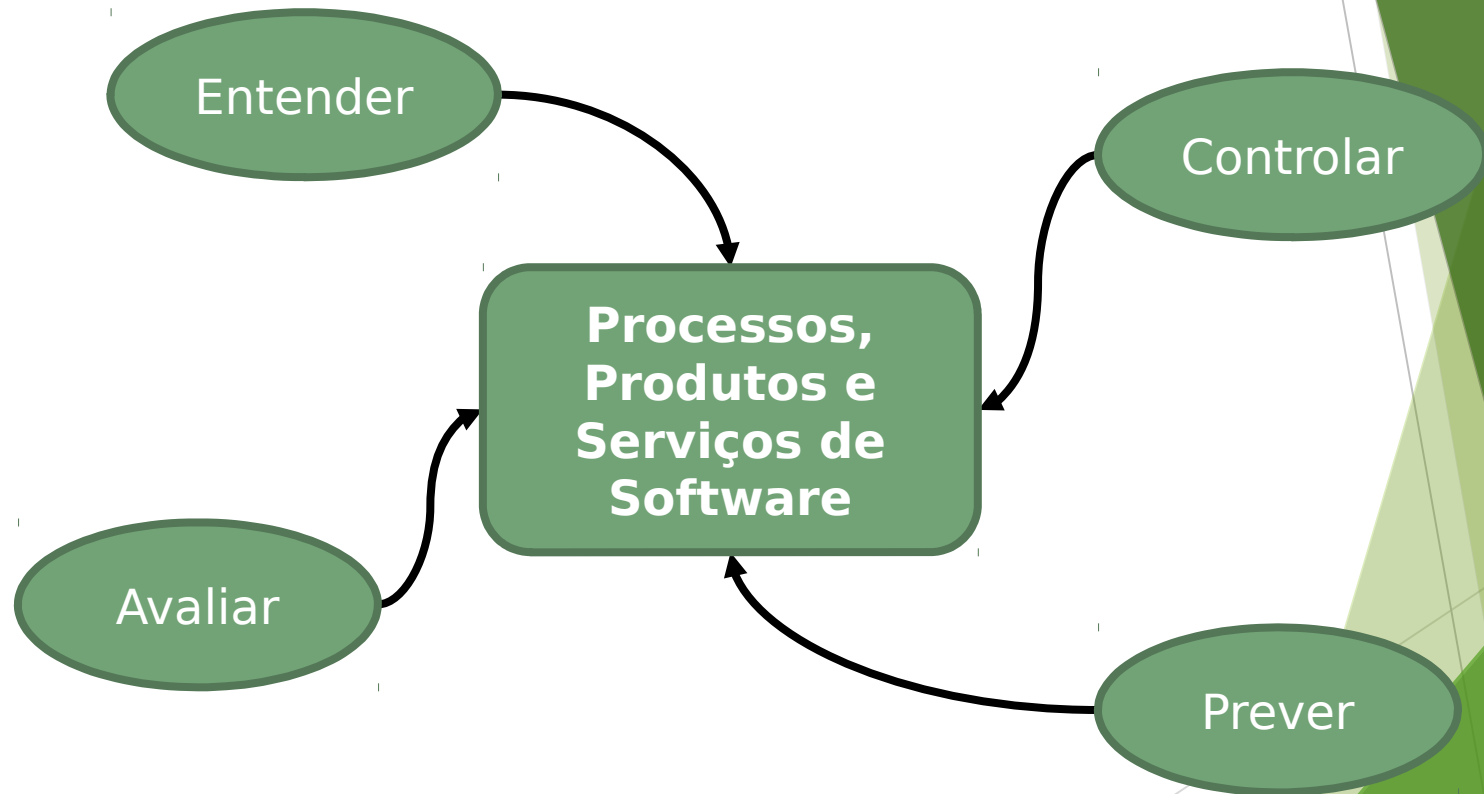 Entender
Controlar
Processos,
Produtos e
Serviços de
Software
Avaliar
Prever